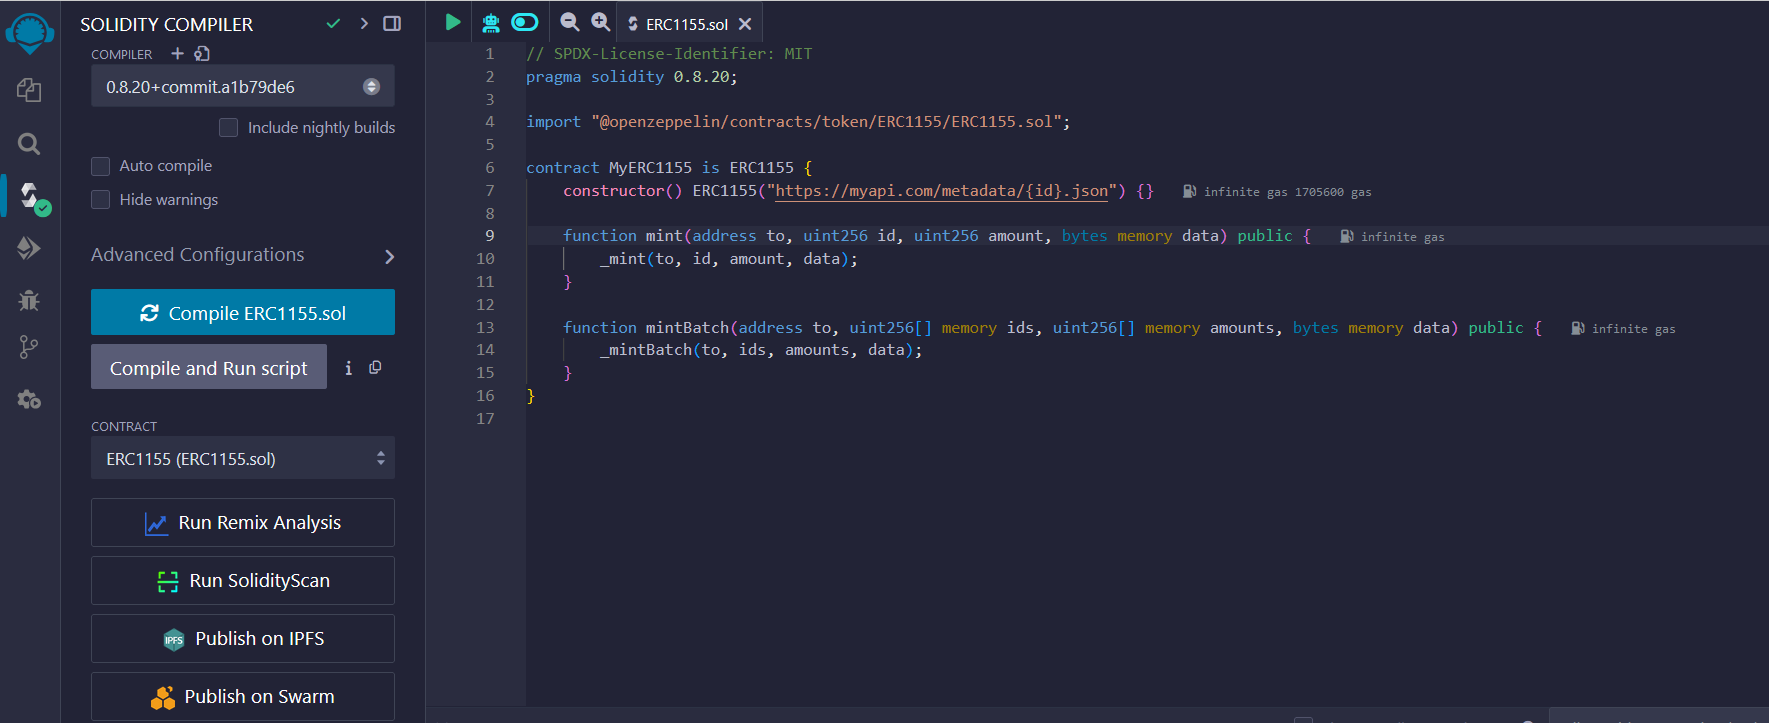 SOLIDITY COMPILER
COMPILER
0.8.20+commit.a1b79de6
Include nightly builds
Auto compile
Hide warnings
Advanced Configurations
Compile ERC1155.sol
Compile and Run script
i
CONTRACT
ERC1155 (ERC1155.sol)
Run Remix Analysis
Run SolidityScan
IPFS Publish on IPFS
Publish on Swarm
ERC1155.sol
1 // SPDX-License-Identifier: MIT
2 pragma solidity 0.8.20;
3
4 import "@openzeppelin/contracts/token/ERC1155/ERC1155.sol";
5
6 contract MyERC1155 is ERC1155 {
7     constructor() ERC1155("https://myapi.com/metadata/{id}.json") {} infinite gas 1705600 gas
8
9     function mint(address to, uint256 id, uint256 amount, bytes memory data) public { infinite gas
10         _mint(to, id, amount, data);
11     }
12
13     function mintBatch(address to, uint256[] memory ids, uint256[] memory amounts, bytes memory data) public { infinite gas
14         _mintBatch(to, ids, amounts, data);
15     }
16 }
17